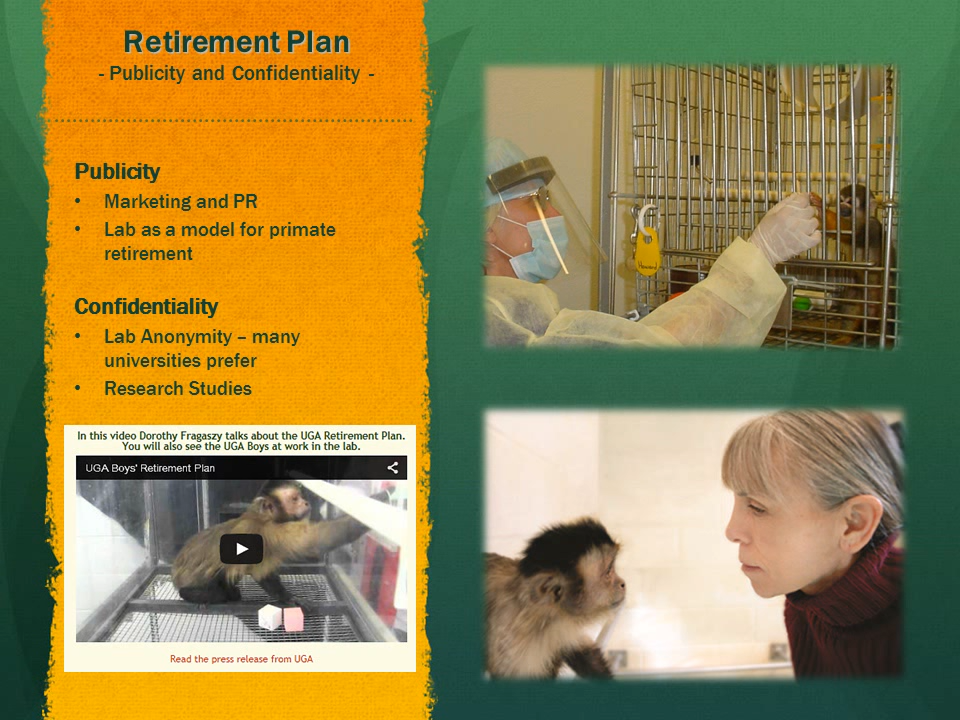 Retirement Plan
- Publicity and Confidentiality -
Publicity
• Marketing and PR
• Lab as a model for primate
retirement
Confidentiality
• Lab Anonymity – many
universities prefer
• Research Studies
In this video Dorothy Fragaszy talks about the UGA Retirement Plan.
You will also see the UGA Boys at work in the lab.
UGA Boys' Retirement Plan
Read the press release from UGA